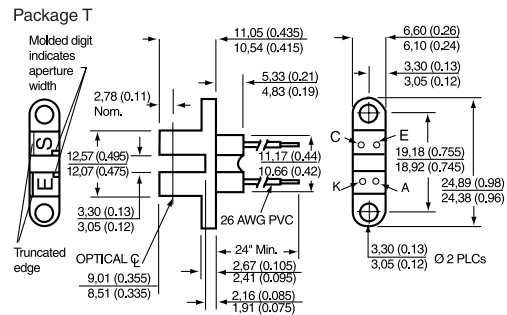 Package T
Molded digit
indicates
aperture
width
11,05 (0.435)
10,54 (0.415)
6,60 (0.26)
6,10 (0.24)
3,30 (0.13)
3,05 (0.12)
5,33 (0.21)
4,83 (0.19)
2,78 (0.11)
Nom.
S
E
C
E
K
A
12,57 (0.495)
12,07 (0.475)
11,17 (0.44)
10,66 (0.42)
19,18 (0.755)
18,92 (0.745)
24,89 (0.98)
24,38 (0.96)
3,30 (0.13)
3,05 (0.12)
26 AWG PVC
Truncated
edge
OPTICAL ℄
24" Min.
9,01 (0.355)
8,51 (0.335)
2,67 (0.105)
2,41 (0.095)
2,16 (0.085)
1,91 (0.075)
3,30 (0.13)
3,05 (0.12)
Ø 2 PLCs